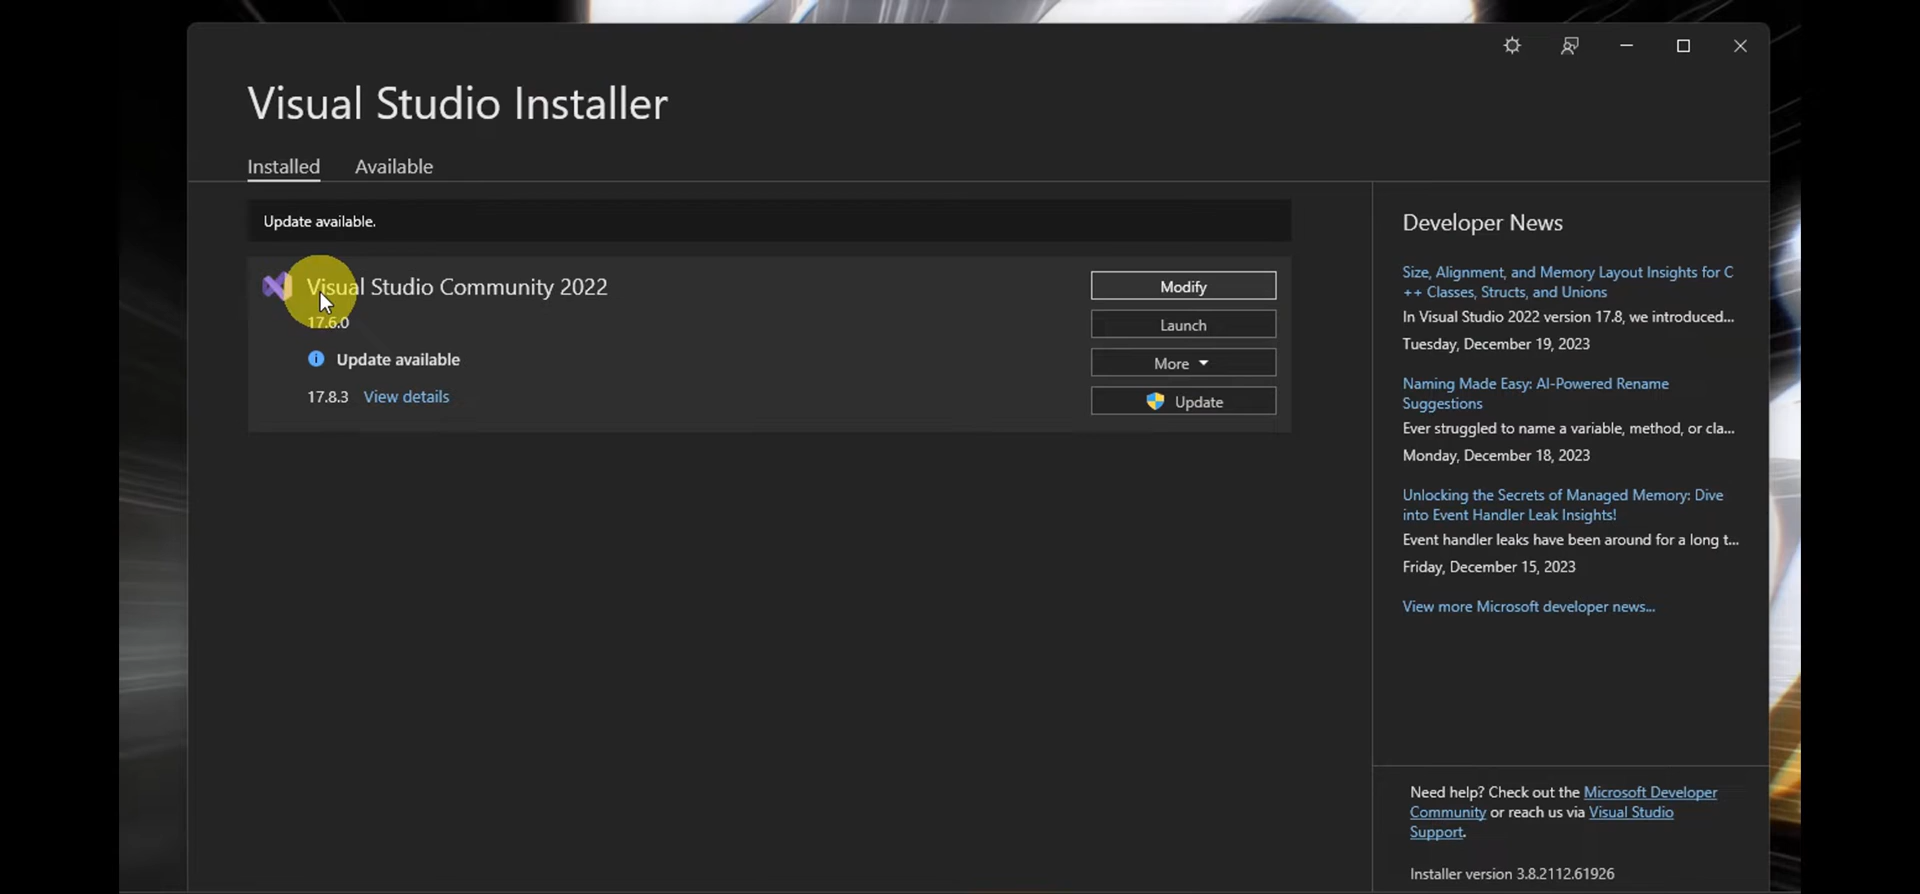 Visual Studio Installer
Installed
Available
Update available.
Visual Studio Community 2022
17.6.0
Update available
17.8.3 View details
Modify
Launch
More
Update
Developer News
Size, Alignment, and Memory Layout Insights for C
++ Classes, Structs, and Unions
In Visual Studio 2022 version 17.8, we introduced...
Tuesday, December 19, 2023
Naming Made Easy: AI-Powered Rename
Suggestions
Ever struggled to name a variable, method, or cla...
Monday, December 18, 2023
Unlocking the Secrets of Managed Memory: Dive
into Event Handler Leak Insights!
Event handler leaks have been around for a long t...
Friday, December 15, 2023
View more Microsoft developer news...
Need help? Check out the Microsoft Developer
Community or reach us via Visual Studio
Support.
Installer version 3.8.2112.61926